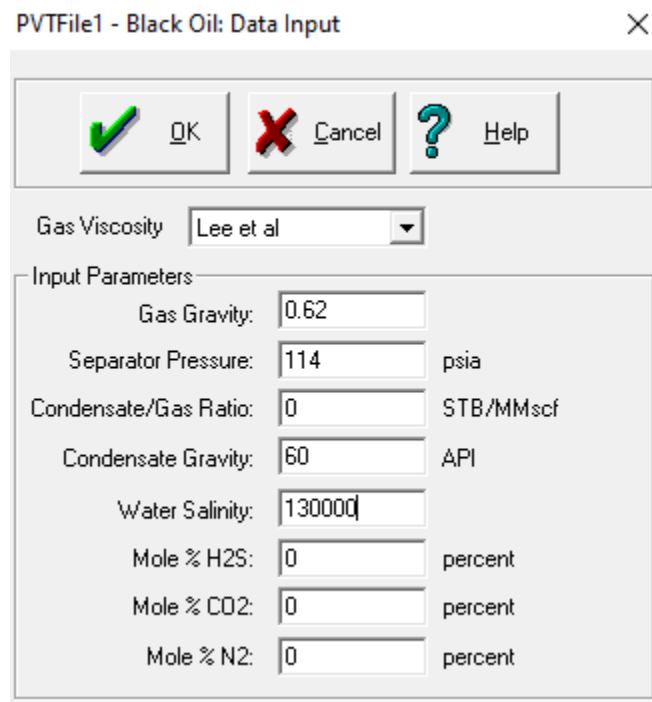 PVTFile1 - Black Oil: Data Input
OK Cancel Help
Gas Viscosity Lee et al
Input Parameters
Gas Gravity: 0.62
Separator Pressure: 114 psia
Condensate/Gas Ratio: 0 STB/MMscf
Condensate Gravity: 60 API
Water Salinity: 130000
Mole % H2S: 0 percent
Mole % CO2: 0 percent
Mole % N2: 0 percent